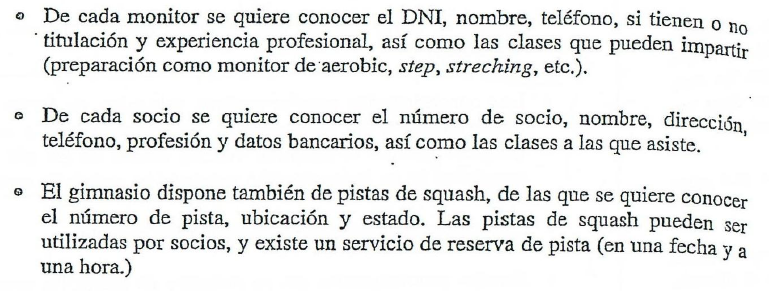 De cada monitor se quiere conocer el DNI, nombre, teléfono, si tienen o no
titulación y experiencia profesional, así como las clases que pueden impartir
(preparación como monitor de aerobic, step, streching, etc.).
De cada socio se quiere conocer el número de socio, nombre, dirección,
teléfono, profesión y datos bancarios, así como las clases a las que asiste.
El gimnasio dispone también de pistas de squash, de las que se quiere conocer
el número de pista, ubicación y estado. Las pistas de squash pueden ser
utilizadas por socios, y existe un servicio de reserva de pista (en una fecha y a
una hora.)